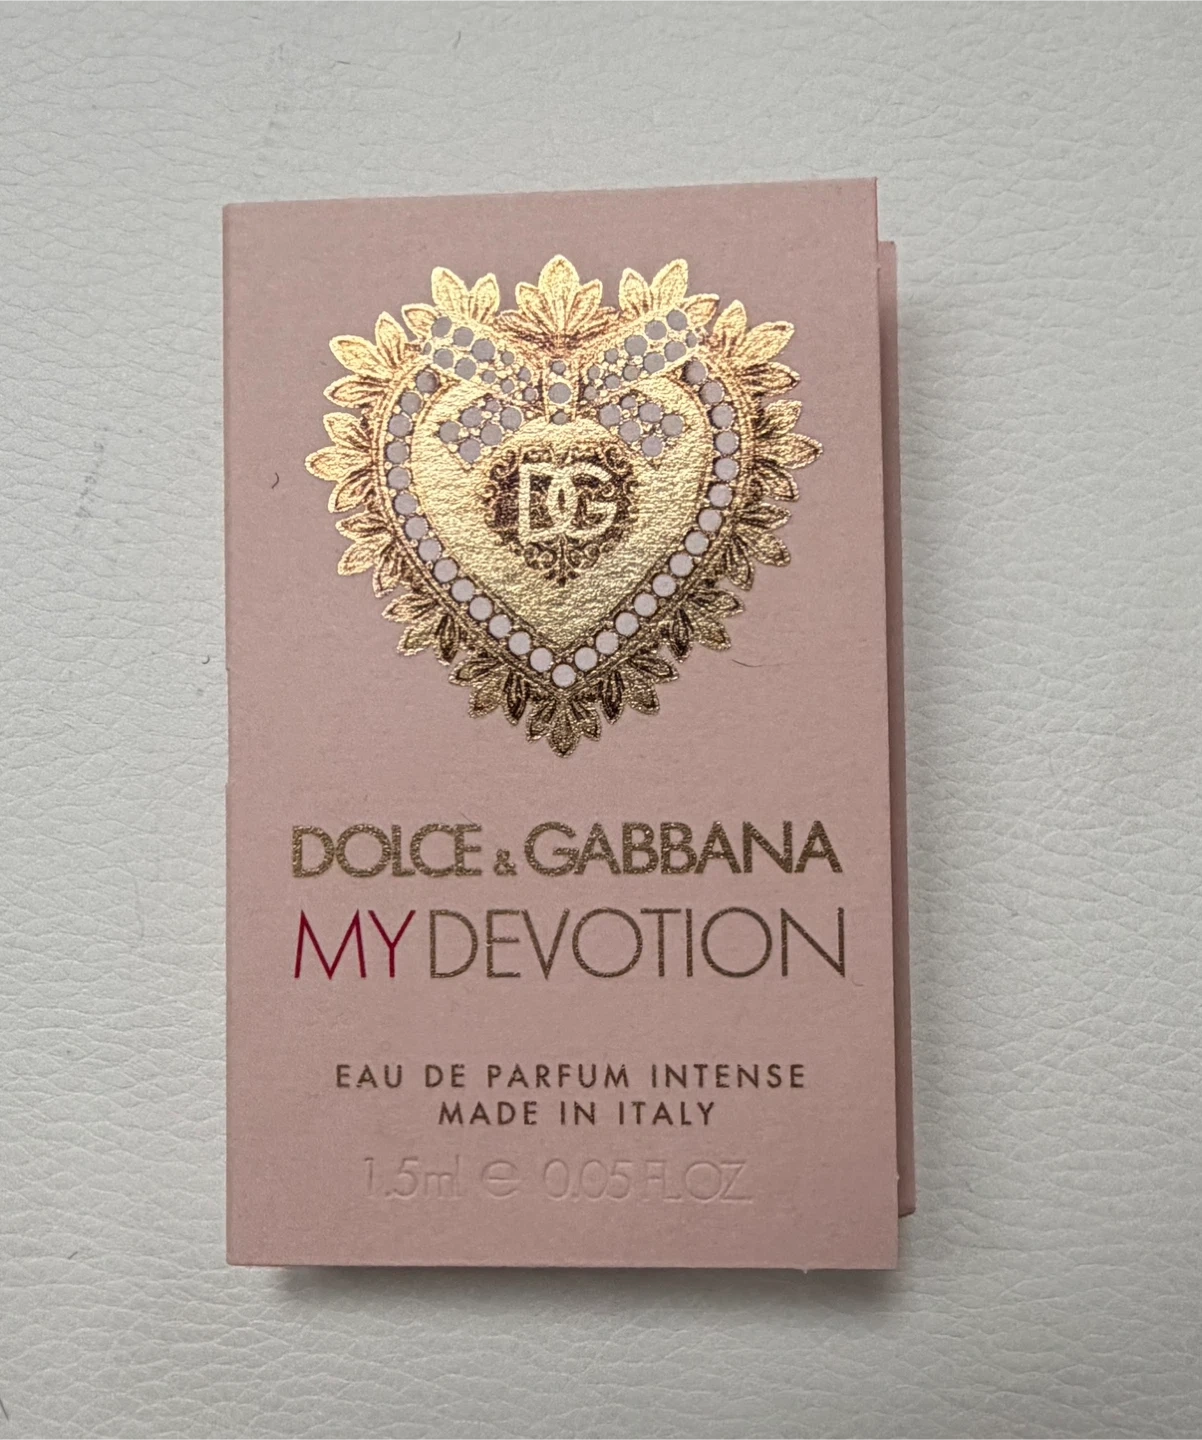 DG
DOLCE & GABBANA
MY DEVOTION
EAU DE PARFUM INTENSE
MADE IN ITALY
1.5ml ℮ 0.05 FL.OZ